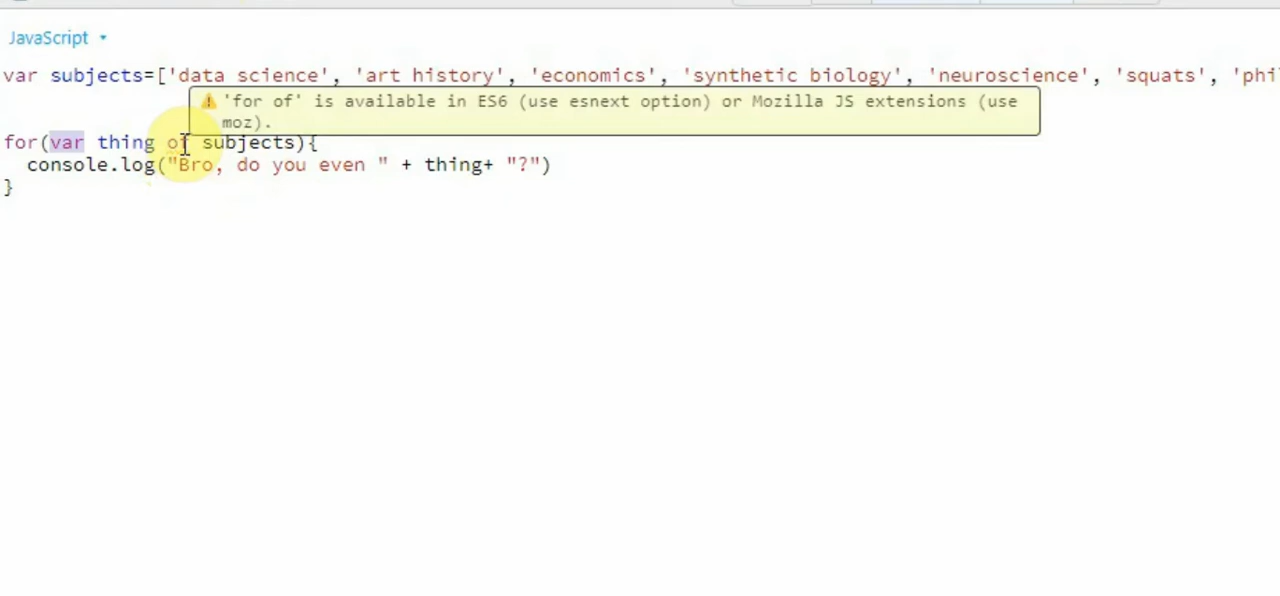 JavaScript
var subjects=['data science', 'art history', 'economics', 'synthetic biology', 'neuroscience', 'squats', 'phi
'for of' is available in ES6 (use esnext option) or Mozilla JS extensions (use
moz).
for(var thing of subjects){
console.log("Bro, do you even " + thing+ "?")
}